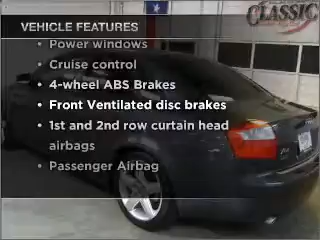 CLASSIC
VEHICLE FEATURES
• Power windows
• Cruise control
• 4-wheel ABS Brakes
• Front Ventilated disc brakes
• 1st and 2nd row curtain head
airbags
• Passenger Airbag